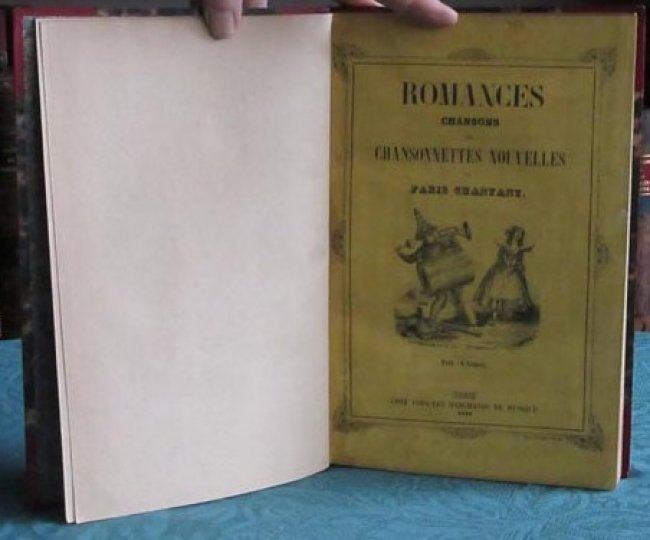 ROMANCES
CHANSONS
CHANSONNETTES NOUVELLES
PARIS CHANTANT.
PARIS
CHEZ TOUS LES MARCHANDS DE MUSIQUE